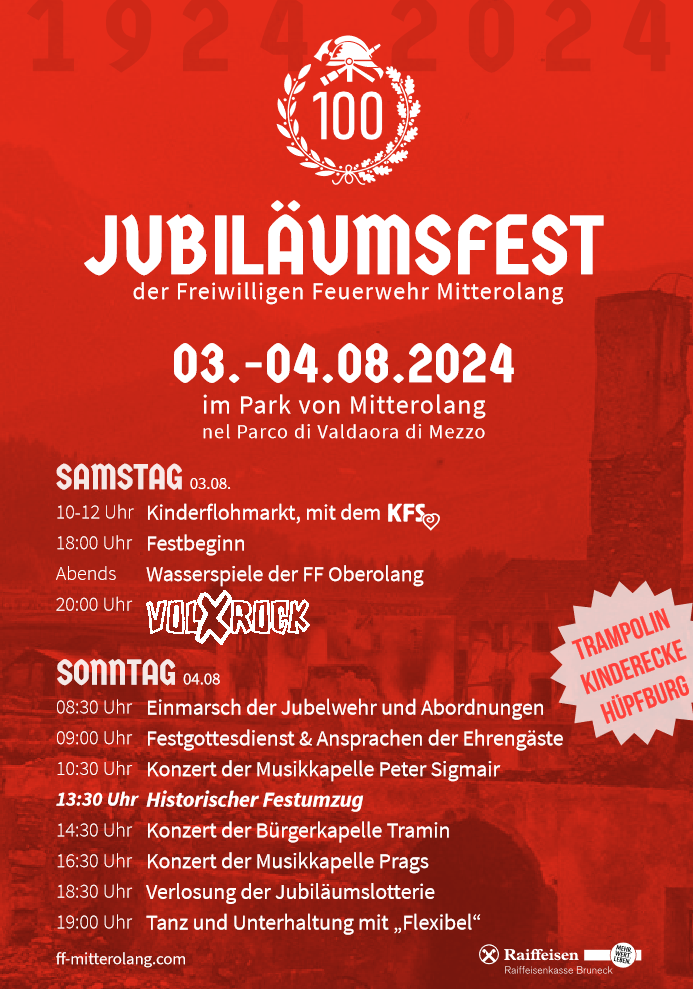 1924 2024
100
JUBILÄUMSFEST
der Freiwilligen Feuerwehr Mitterolang
03.-04.08.2024
im Park von Mitterolang
nel Parco di Valdaora di Mezzo
SAMSTAG 03.08.
10-12 Uhr Kinderflohmarkt, mit dem KFS
18:00 Uhr Festbeginn
Abends Wasserspiele der FF Oberolang
20:00 Uhr VOLXROCK
TRAMPOLIN
KINDERECKE
HÜPFBURG
SONNTAG 04.08
08:30 Uhr Einmarsch der Jubelwehr und Abordnungen
09:00 Uhr Festgottesdienst & Ansprachen der Ehrengäste
10:30 Uhr Konzert der Musikkapelle Peter Sigmair
13:30 Uhr Historischer Festumzug
14:30 Uhr Konzert der Bürgerkapelle Tramin
16:30 Uhr Konzert der Musikkapelle Prags
18:30 Uhr Verlosung der Jubiläumslotterie
19:00 Uhr Tanz und Unterhaltung mit „Flexibel“
ff-mitterolang.com
Raiffeisen
Raiffeisenkasse Bruneck
MEHR.
WERT
LEBEN.